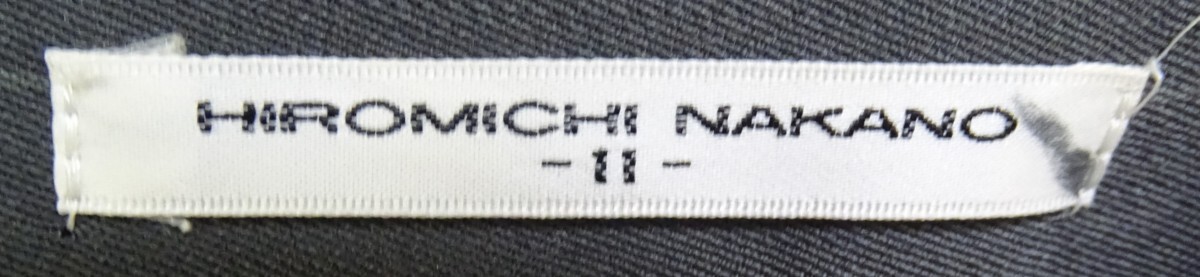 HIROMICHI NAKANO
- 11 -